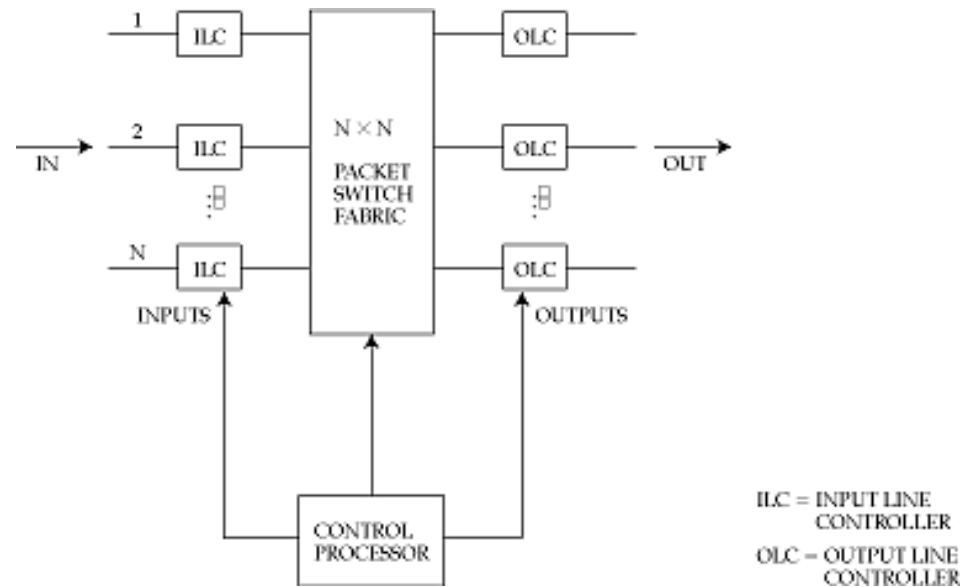 1
ILC
OLC
N × N
PACKET
SWITCH
FABRIC
2
ILC
OLC
IN
OUT
N
ILC
OLC
INPUTS
OUTPUTS
CONTROL
PROCESSOR
ILC = INPUT LINE
CONTROLLER
OLC = OUTPUT LINE
CONTROLLER